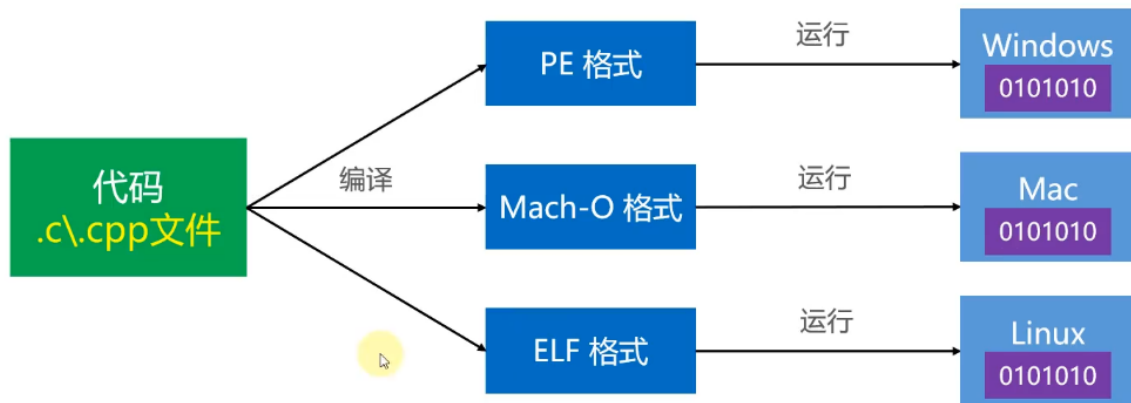 代码
.c\.cpp文件
编译
PE 格式
运行
Windows
0101010
Mach-O 格式
运行
Mac
0101010
ELF 格式
运行
Linux
0101010